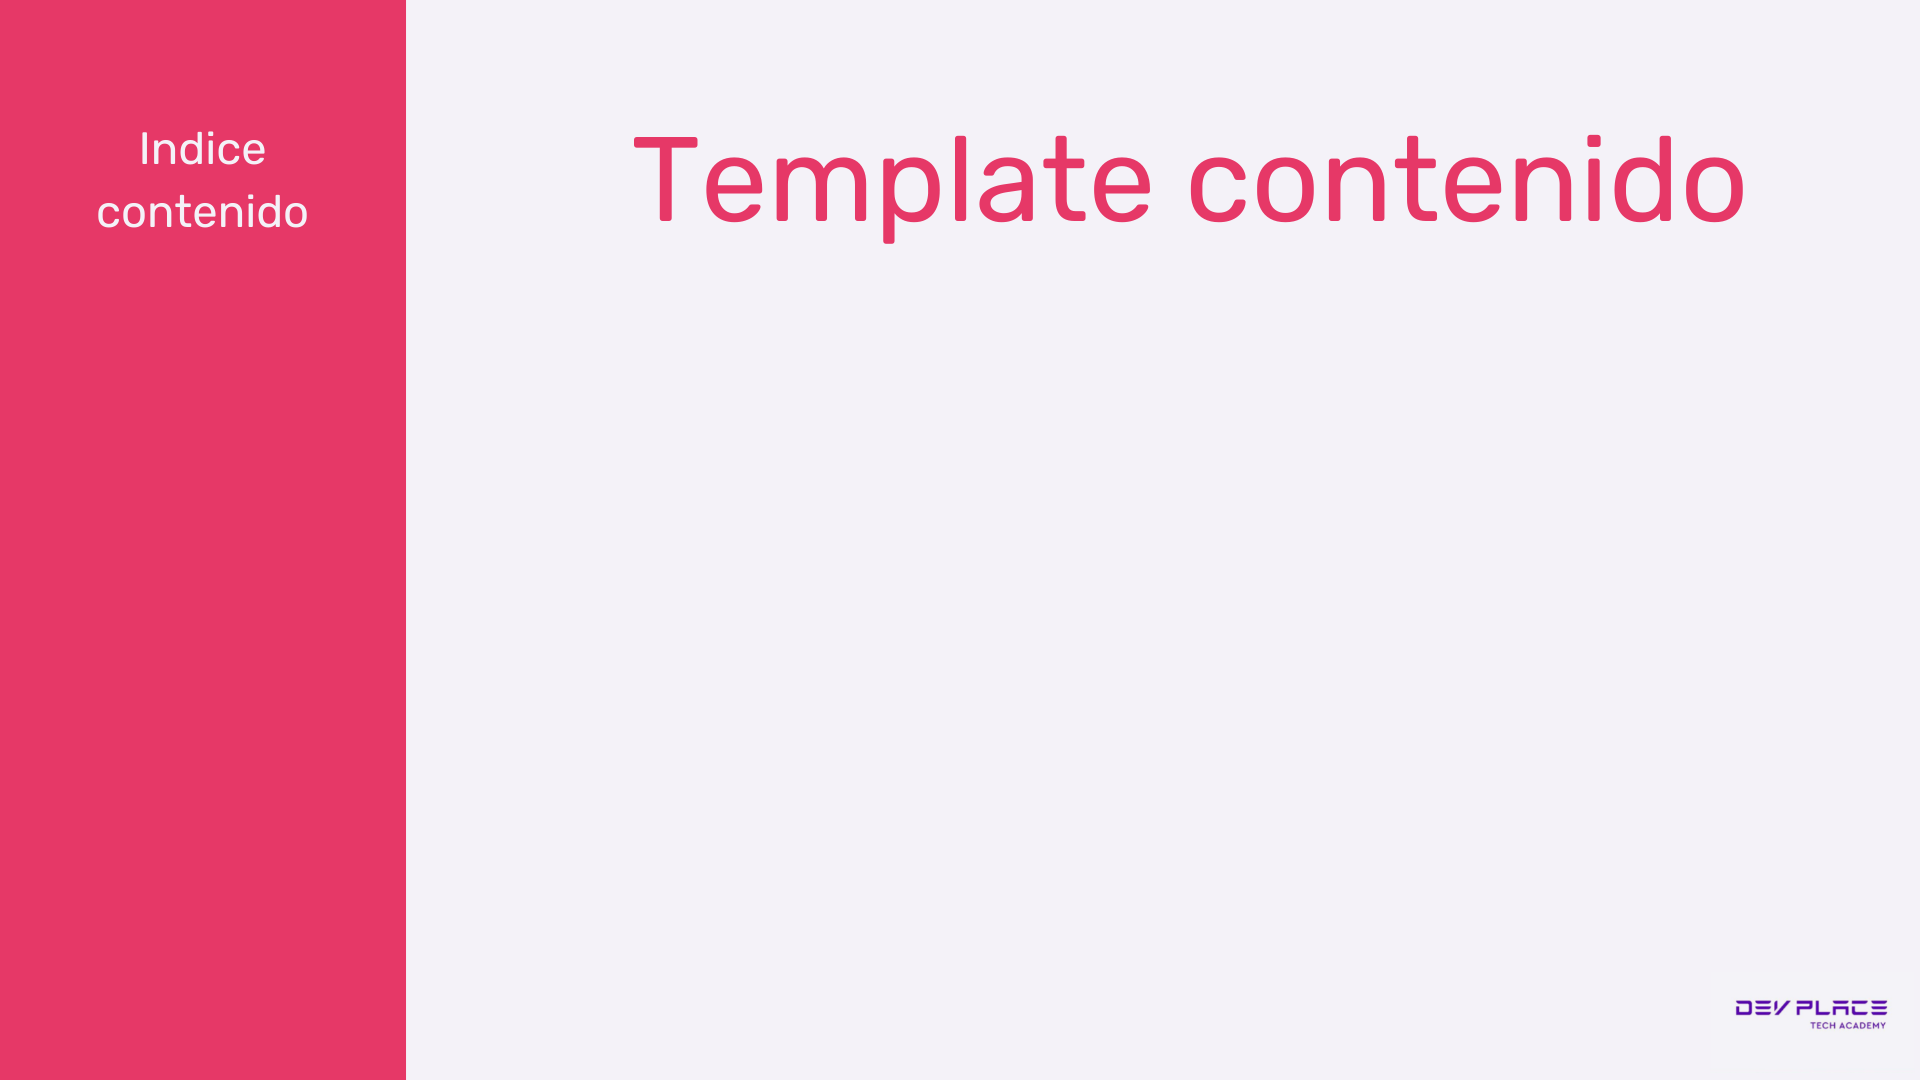 Indice
contenido
Template contenido
DEV PLACE
TECH ACADEMY